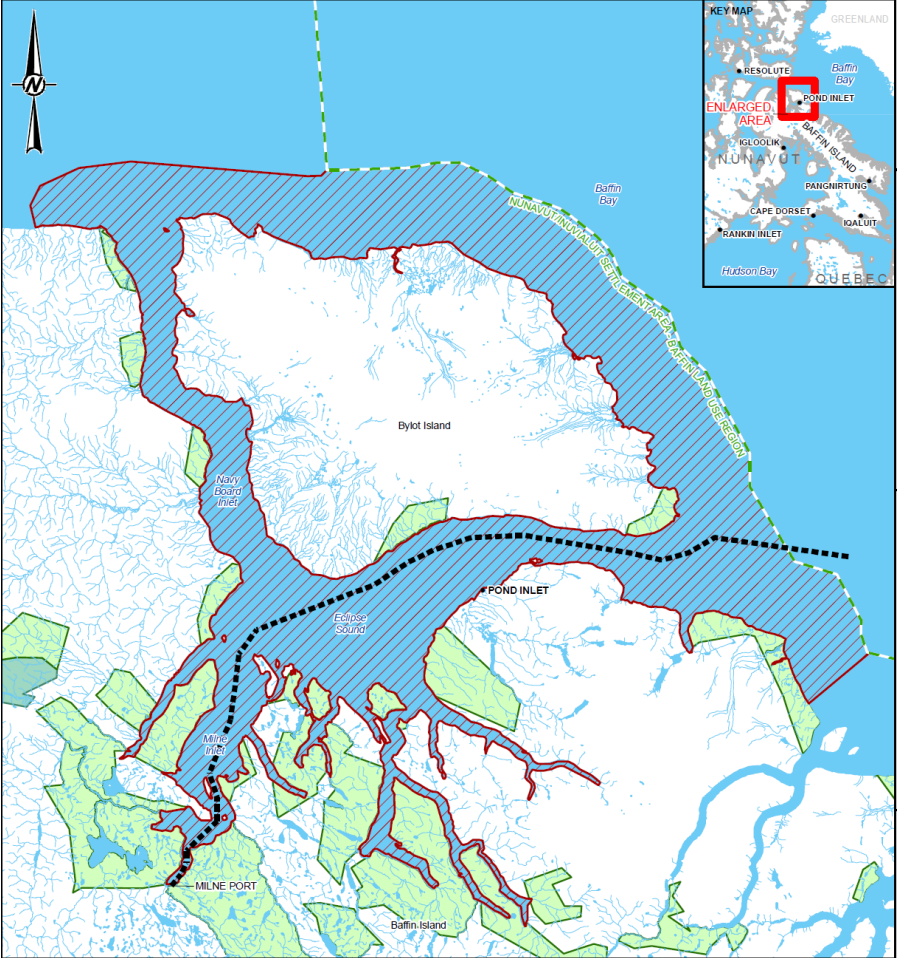 KEY MAP
GREENLAND
Baffin
Bay
RESOLUTE
POND INLET
ENLARGED
AREA
BAFFIN ISLAND
IGLOOLIK
NUNAVUT
PANGNIRTUNG
CAPE DORSET
IQALUIT
RANKIN INLET
Hudson Bay
QUEBEC
N
Baffin
Bay
NUNAVUT/INUVIALUIT SETTLEMENT AREA - BAFFIN LAND USE REGION
Bylot Island
Navy
Board
Inlet
POND INLET
Eclipse
Sound
Milne
Inlet
MILNE PORT
Baffin Island